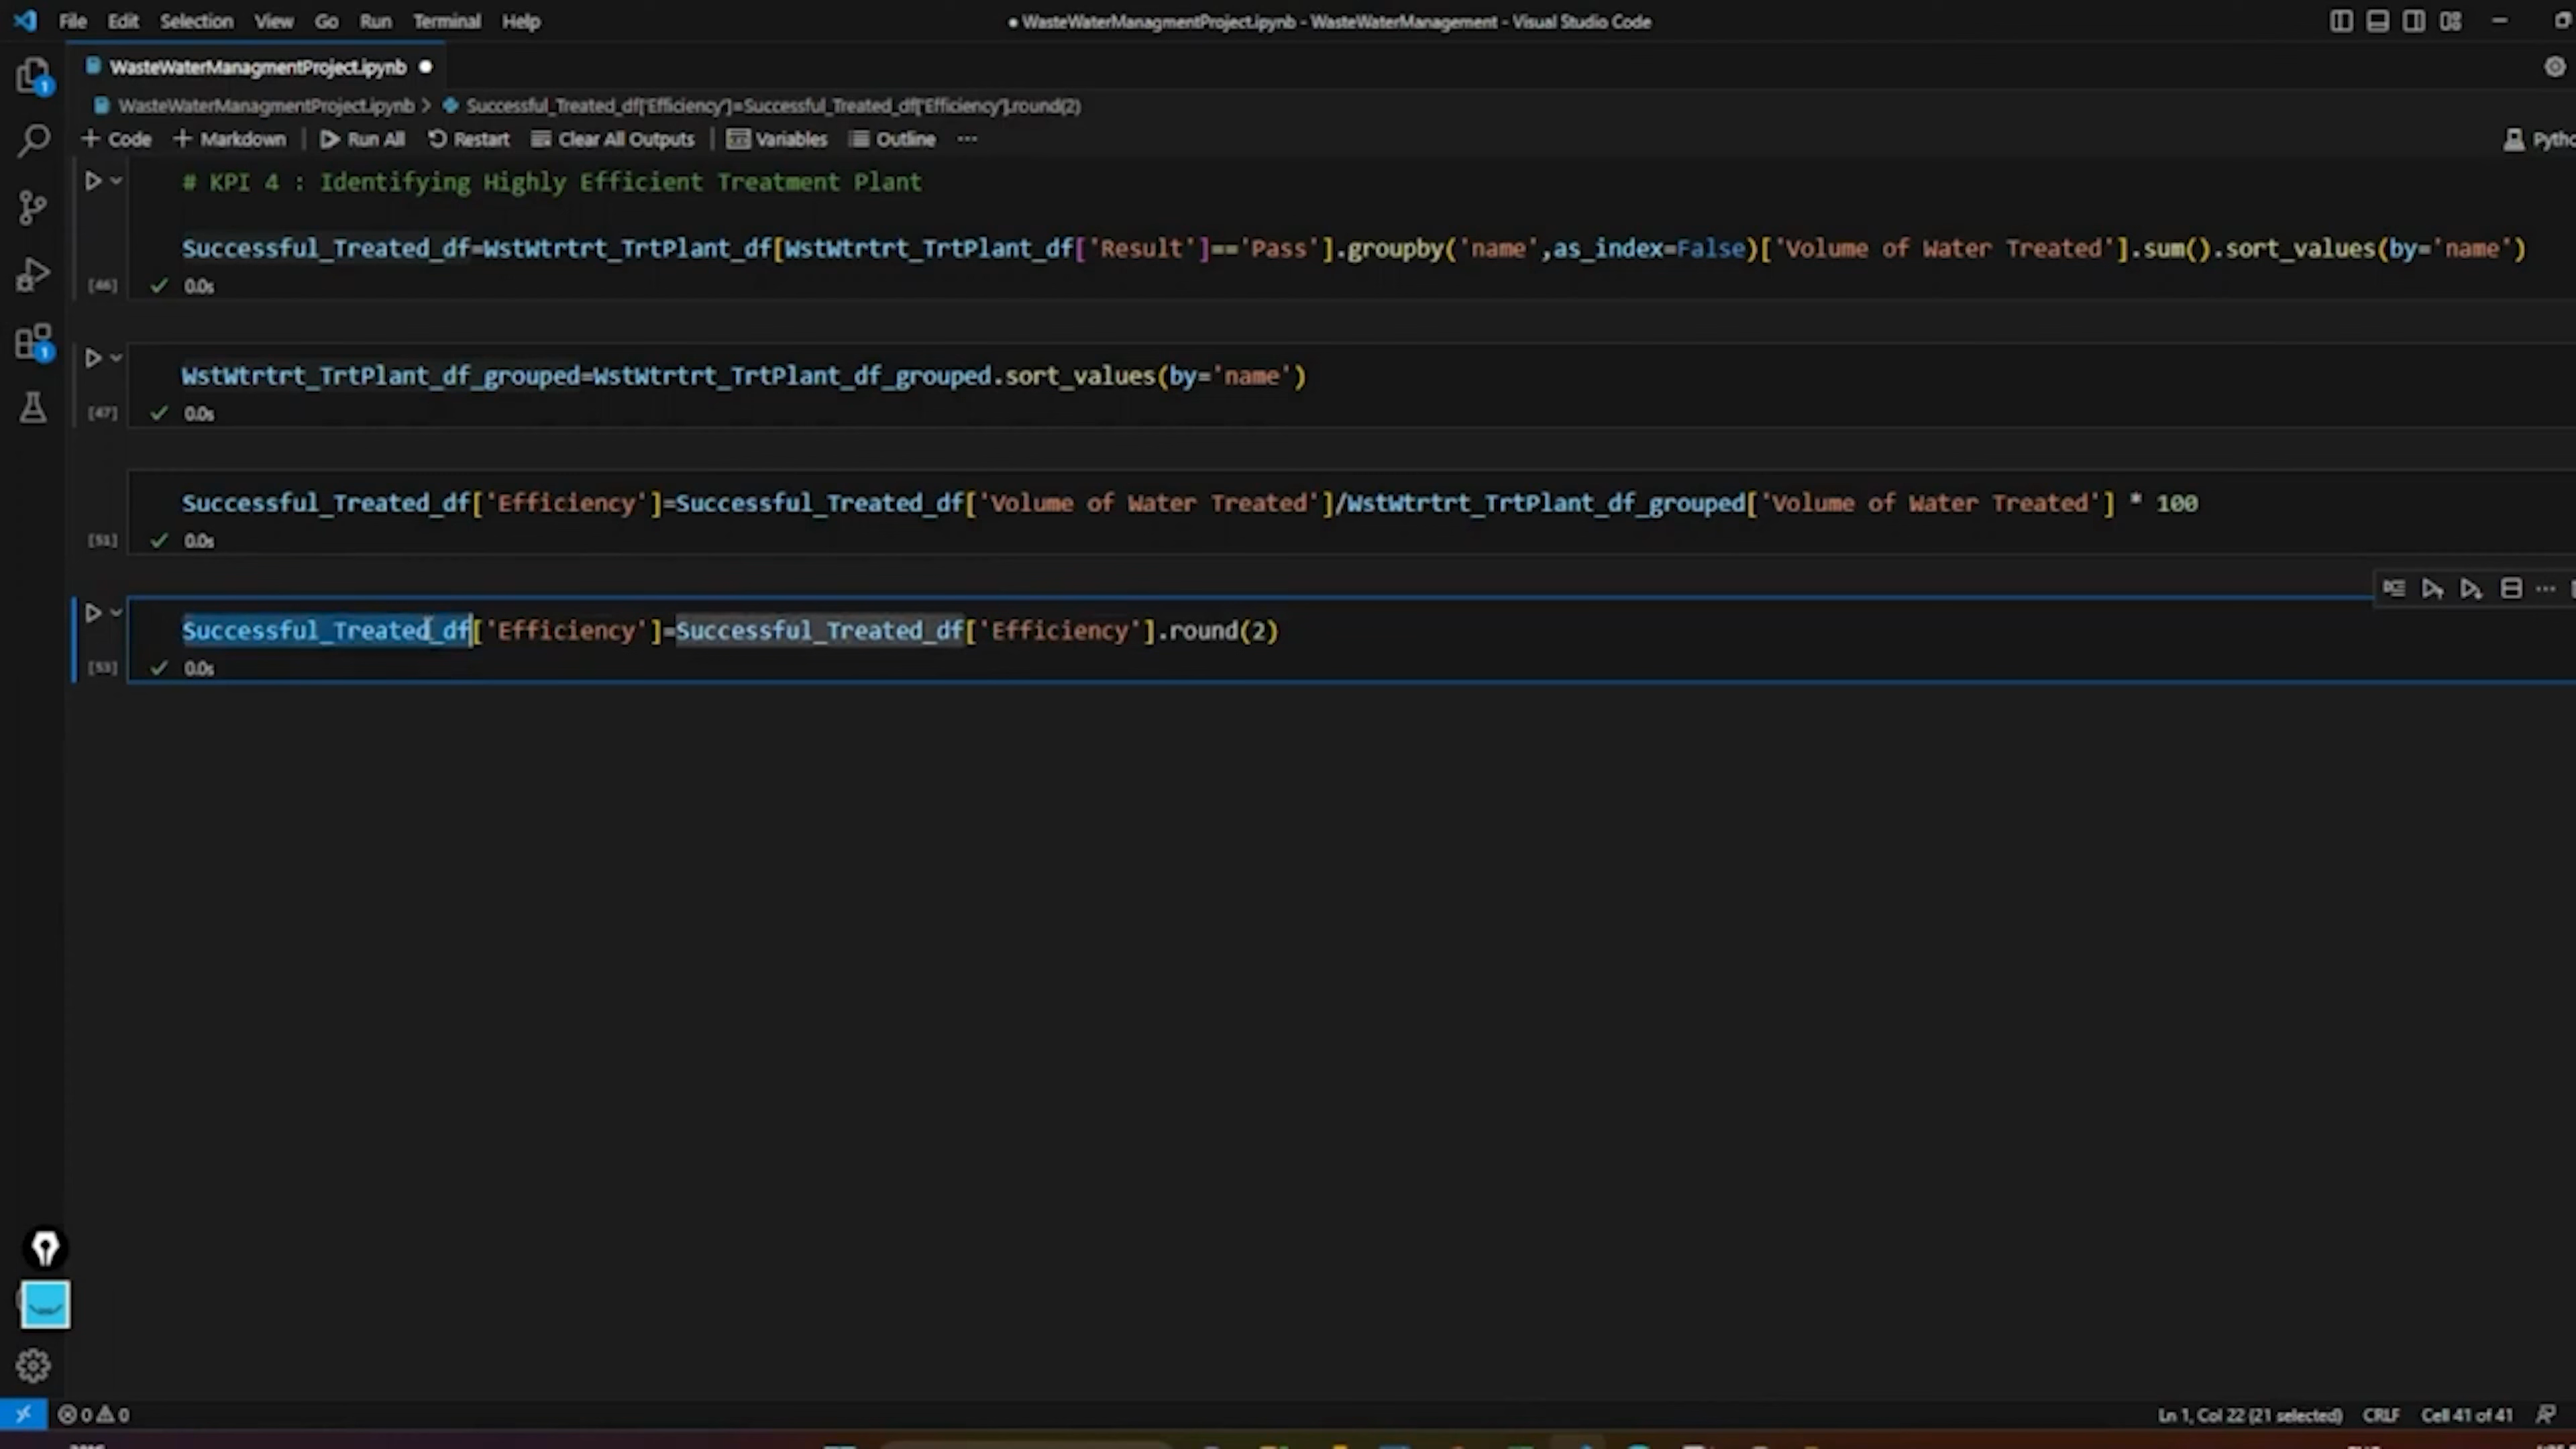 File Edit Selection View Go Run Terminal Help
● WasteWaterManagmentProject.ipynb - WasteWaterManagement - Visual Studio Code
WasteWaterManagmentProject.ipynb ●
WasteWaterManagmentProject.ipynb > Successful_Treated_df['Efficiency']=Successful_Treated_df['Efficiency'].round(2)
+ Code + Markdown | Run All Restart Clear All Outputs | Variables Outline ···
# KPI 4 : Identifying Highly Efficient Treatment Plant
Successful_Treated_df=WstWtrtrt_TrtPlant_df[WstWtrtrt_TrtPlant_df['Result']=='Pass'].groupby('name',as_index=False)['Volume of Water Treated'].sum().sort_values(by='name')
[46] ✓ 0.0s
WstWtrtrt_TrtPlant_df_grouped=WstWtrtrt_TrtPlant_df_grouped.sort_values(by='name')
[47] ✓ 0.0s
Successful_Treated_df['Efficiency']=Successful_Treated_df['Volume of Water Treated']/WstWtrtrt_TrtPlant_df_grouped['Volume of Water Treated'] * 100
[51] ✓ 0.0s
Successful_Treated_df['Efficiency']=Successful_Treated_df['Efficiency'].round(2)
[53] ✓ 0.0s
0 0
Ln 1, Col 22 (21 selected) CRLF Cell 41 of 41